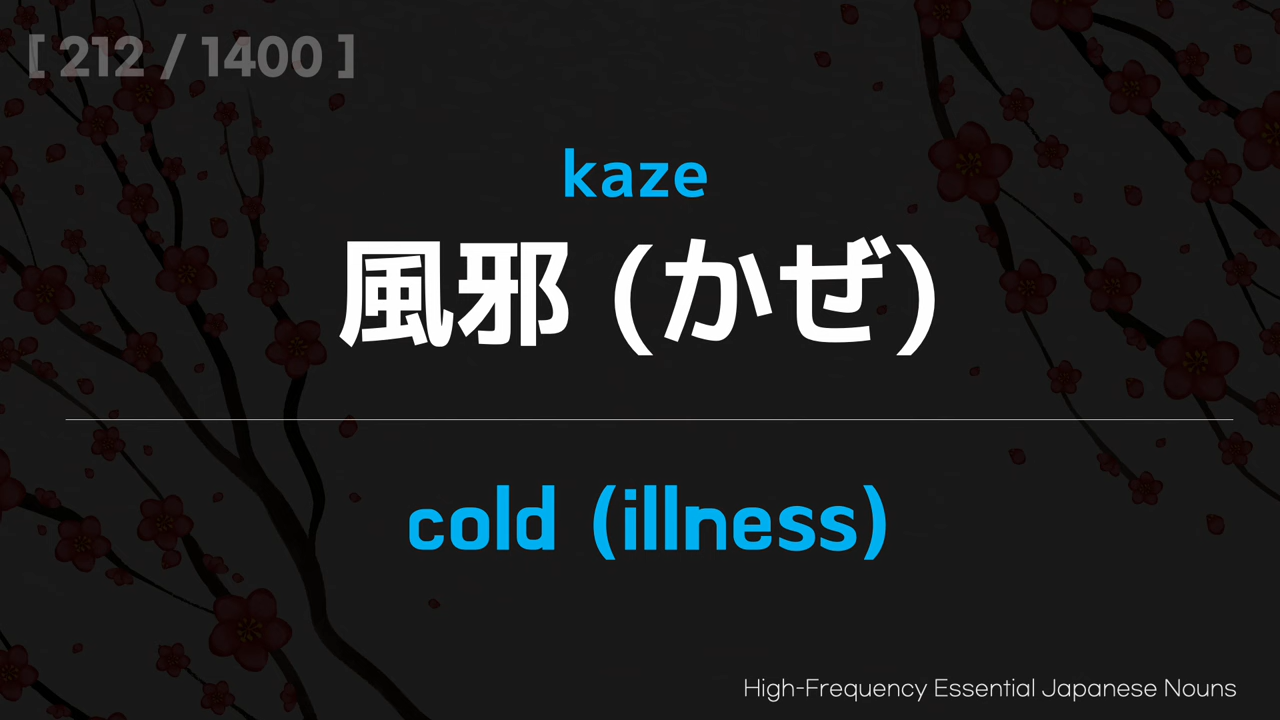 [ 212 / 1400 ]
kaze
風邪 (かぜ)
cold (illness)
High-Frequency Essential Japanese Nouns